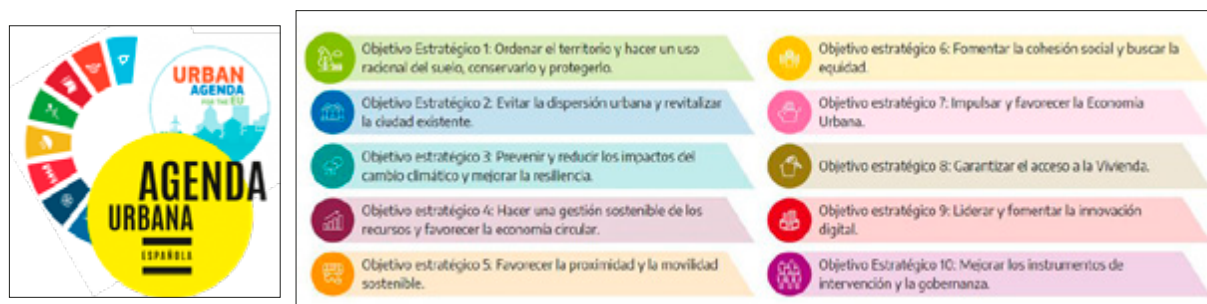 URBAN
AGENDA
FOR THE EU
AGENDA
URBANA
ESPAÑOLA
Objetivo Estratégico 1: Ordenar el territorio y hacer un uso
racional del suelo, conservarlo y protegerlo.
Objetivo Estratégico 2: Evitar la dispersión urbana y revitalizar
la ciudad existente.
Objetivo estratégico 3: Prevenir y reducir los impactos del
cambio climático y mejorar la resiliencia.
Objetivo estratégico 4: Hacer una gestión sostenible de los
recursos y favorecer la economía circular.
Objetivo estratégico 5: Favorecer la proximidad y la movilidad
sostenible.
Objetivo estratégico 6: Fomentar la cohesión social y buscar la
equidad.
Objetivo estratégico 7: Impulsar y favorecer la Economía
Urbana.
Objetivo estratégico 8: Garantizar el acceso a la Vivienda.
Objetivo estratégico 9: Liderar y fomentar la innovación
digital.
Objetivo Estratégico 10: Mejorar los instrumentos de
intervención y la gobernanza.